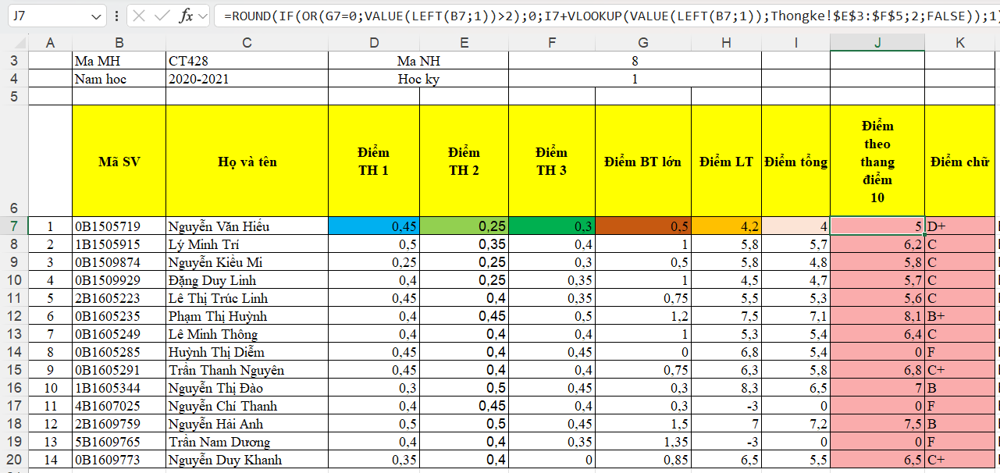 J7 fx =ROUND(IF(OR(G7=0;VALUE(LEFT(B7;1))>2);0;I7+VLOOKUP(VALUE(LEFT(B7;1));Thongke!$E$3:$F$5;2;FALSE));1)
A B C D E F G H I J K
3 Ma MH CT428 Ma NH 8
4 Nam hoc 2020-2021 Hoc ky 1
5
6 Mã SV Họ và tên Điểm TH 1 Điểm TH 2 Điểm TH 3 Điểm BT lớn Điểm LT Điểm tổng Điểm theo thang điểm 10 Điểm chữ
7 1 0B1505719 Nguyễn Văn Hiếu 0,45 0,25 0,3 0,5 4,2 4 5 D+
8 2 1B1505915 Lý Minh Trí 0,5 0,35 0,4 1 5,8 5,7 6,2 C
9 3 0B1509874 Nguyễn Kiều Mi 0,25 0,25 0,3 0,5 5,8 4,8 5,8 C
10 4 0B1509929 Đặng Duy Linh 0,4 0,25 0,35 1 4,5 4,7 5,7 C
11 5 2B1605223 Lê Thị Trúc Linh 0,45 0,4 0,35 0,75 5,5 5,3 5,6 C
12 6 0B1605235 Phạm Thị Huỳnh 0,4 0,45 0,5 1,2 7,5 7,1 8,1 B+
13 7 0B1605249 Lê Minh Thông 0,4 0,4 0,4 1 5,3 5,4 6,4 C
14 8 0B1605285 Huỳnh Thị Diễm 0,45 0,4 0,45 0 6,8 5,4 0 F
15 9 0B1605291 Trần Thanh Nguyên 0,45 0,4 0,4 0,75 6,3 5,8 6,8 C+
16 10 1B1605344 Nguyễn Thị Đào 0,3 0,5 0,45 0,3 8,3 6,5 7 B
17 11 4B1607025 Nguyễn Chí Thanh 0,4 0,45 0,4 0,3 -3 0 0 F
18 12 2B1609759 Nguyễn Hải Anh 0,5 0,5 0,45 1,5 7 7,2 7,5 B
19 13 5B1609765 Trần Nam Dương 0,4 0,4 0,35 1,35 -3 0 0 F
20 14 0B1609773 Nguyễn Duy Khanh 0,35 0,4 0 0,85 6,5 5,5 6,5 C+